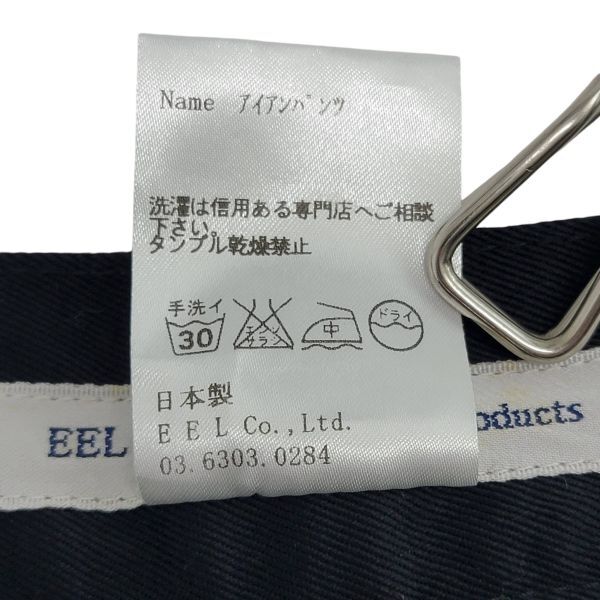 Name アイアンパンツ
洗濯は信用ある専門店へご相談
下さい。
タンブル乾燥禁止
手洗イ
30
エンソ
サラシ
中
ドライ
日本製
EEL Co.,Ltd.
03.6303.0284
EEL
oducts